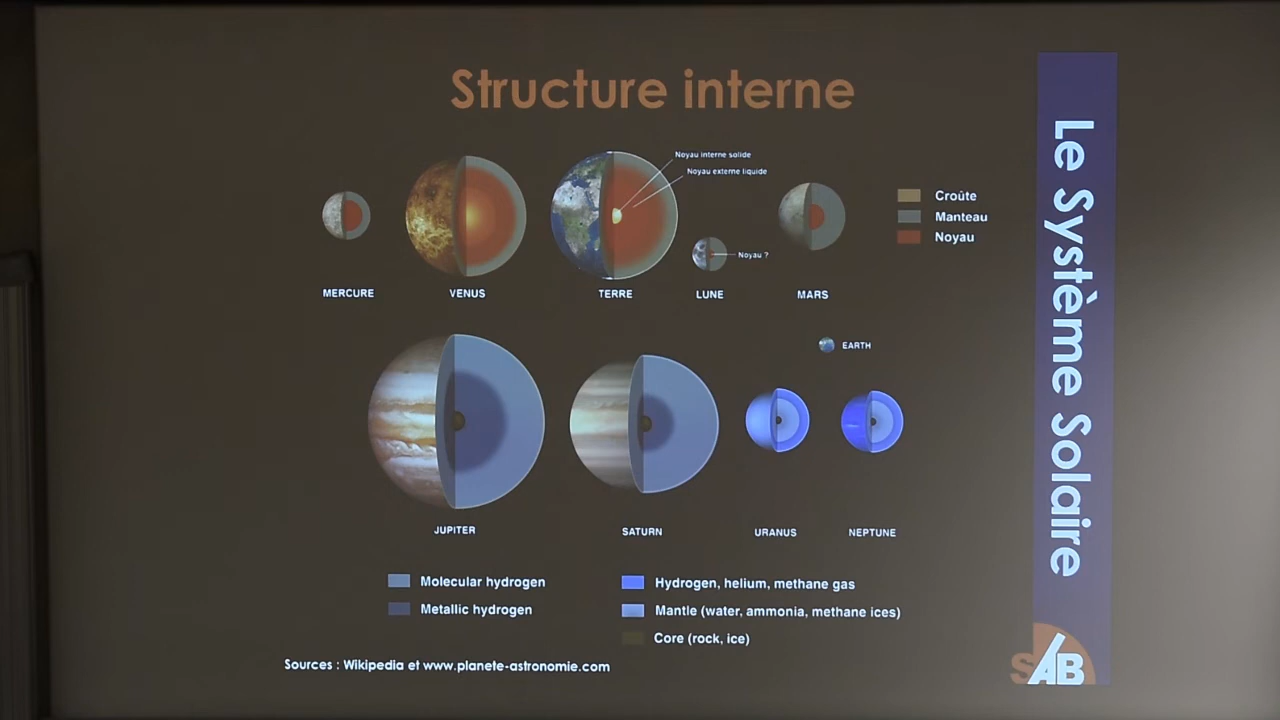 Structure interne
Noyau interne solide
Noyau externe liquide
Noyau ?
MERCURE
VENUS
TERRE
LUNE
MARS
Croûte
Manteau
Noyau
EARTH
JUPITER
SATURN
URANUS
NEPTUNE
Molecular hydrogen
Metallic hydrogen
Hydrogen, helium, methane gas
Mantle (water, ammonia, methane ices)
Core (rock, ice)
Sources : Wikipedia et www.planete-astronomie.com
Le Système Solaire
SAB